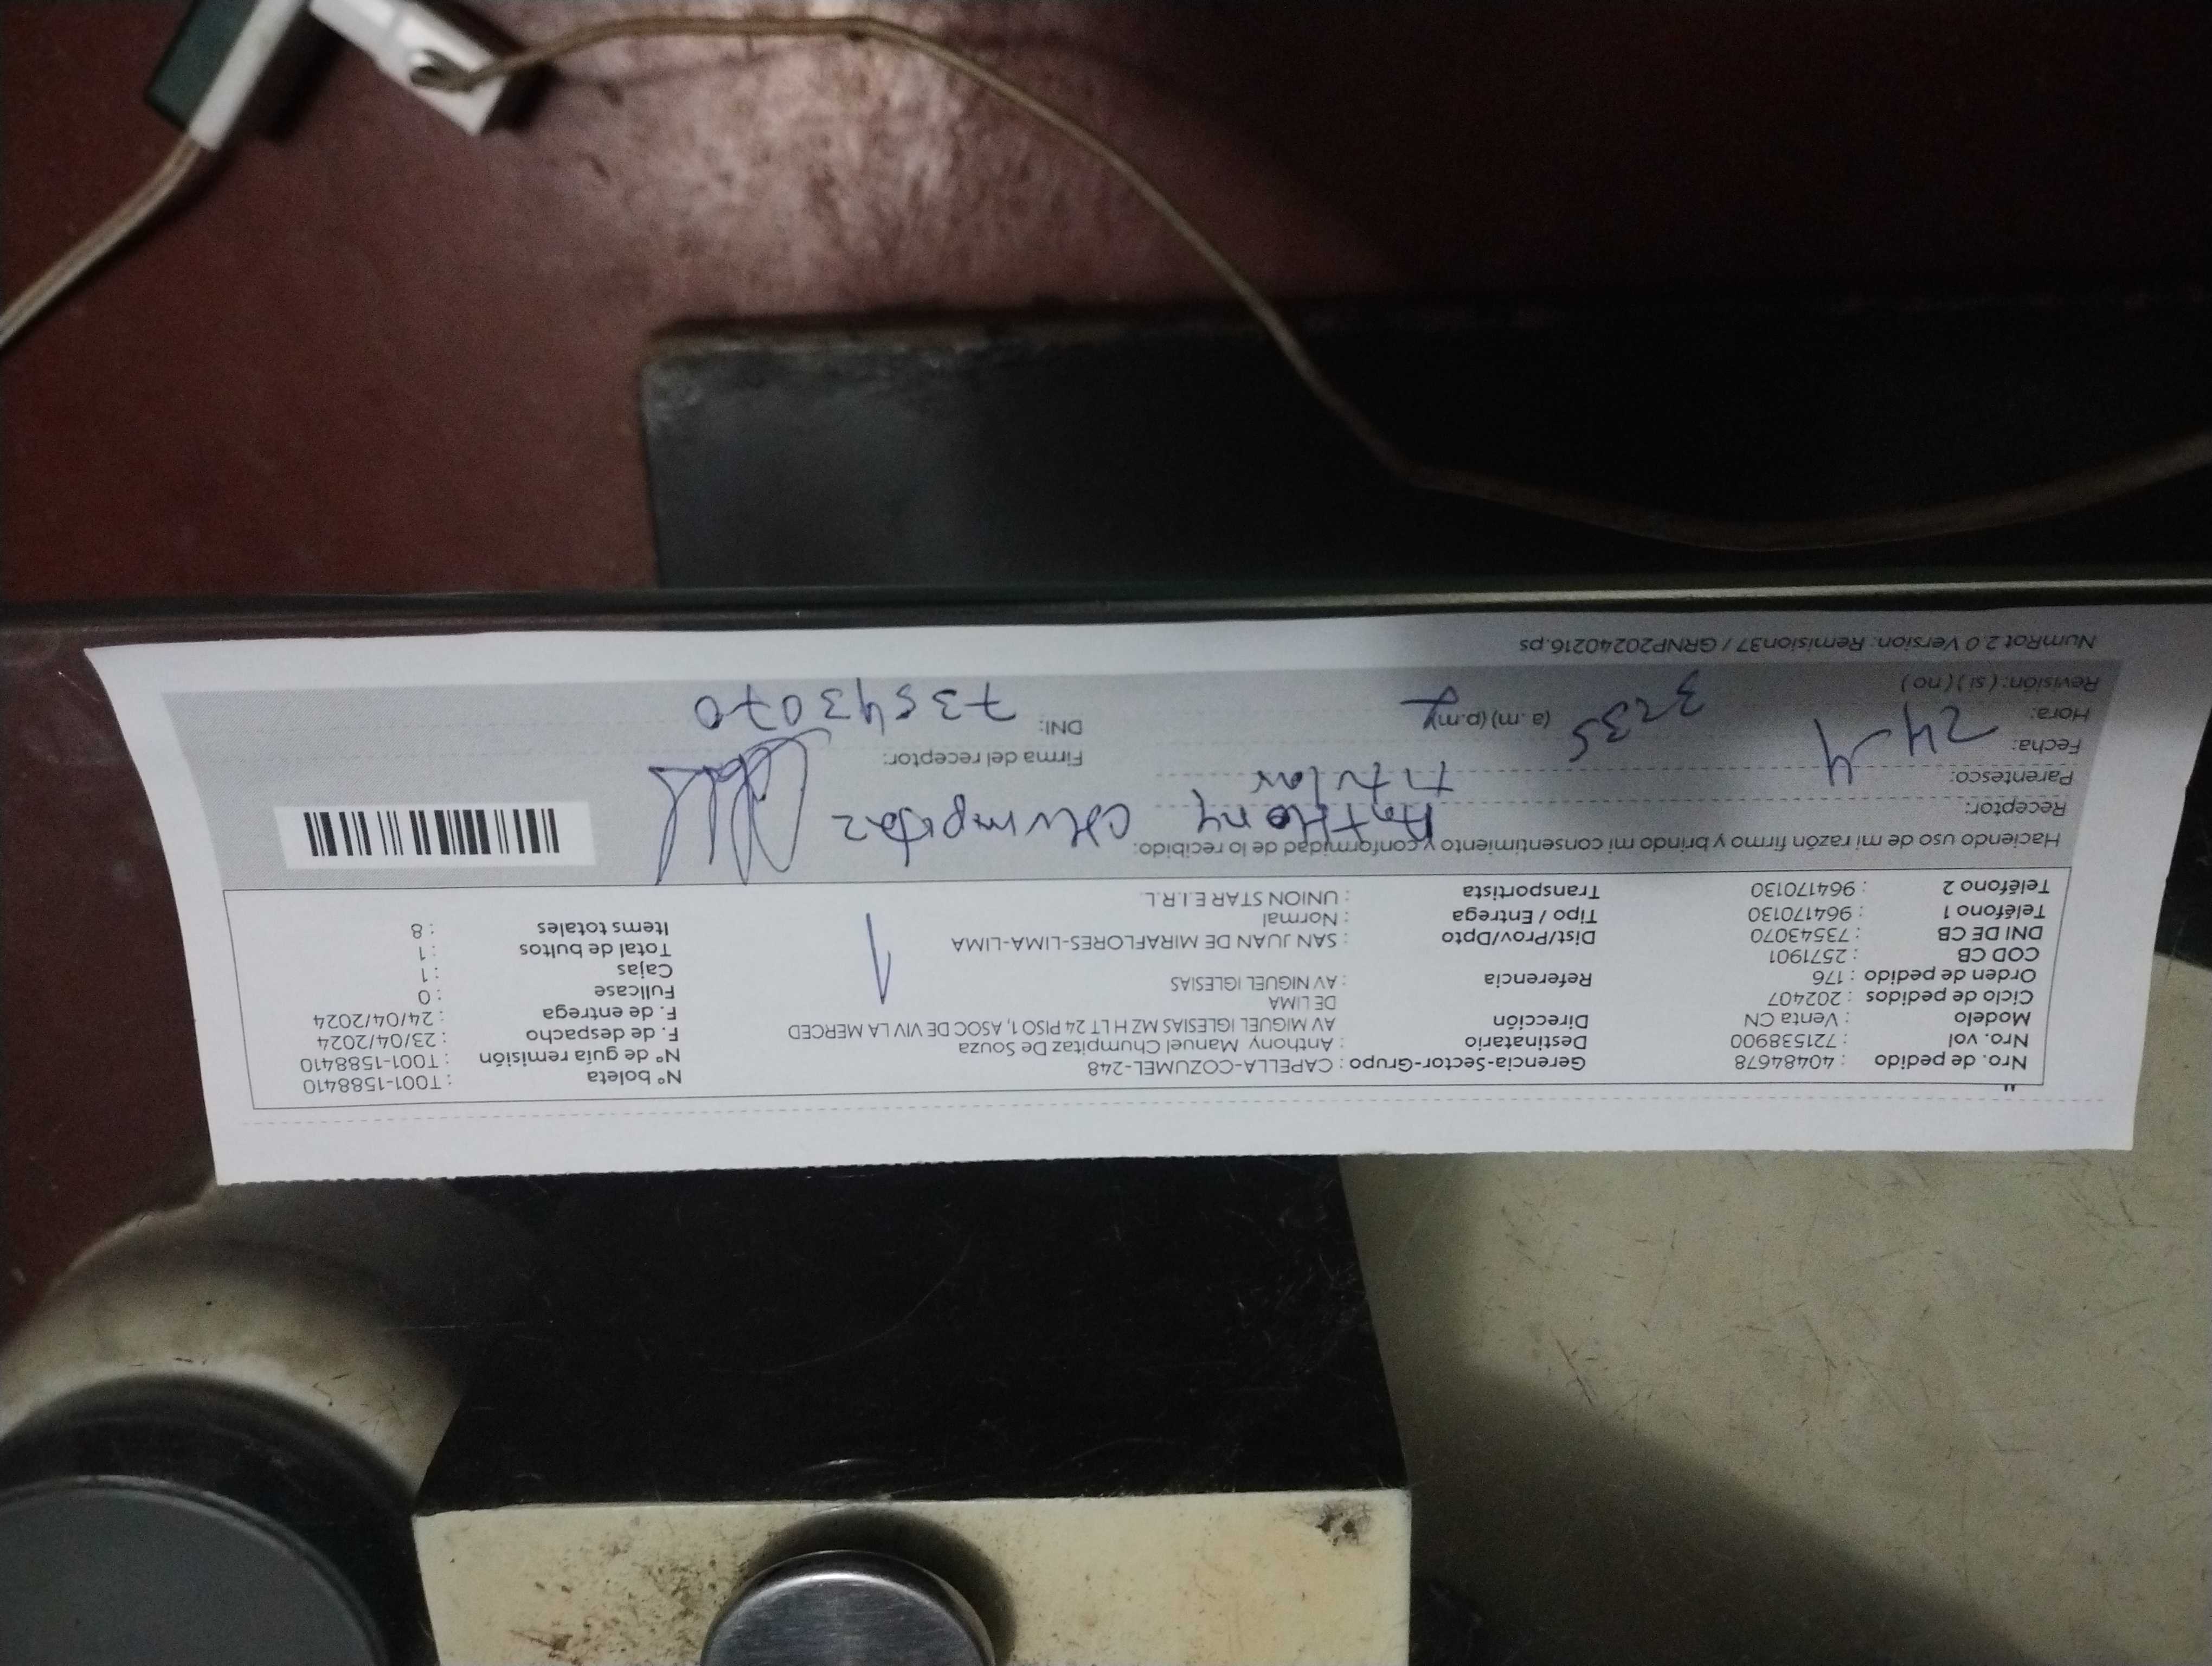 Nro. de pedido : 40484678 Gerencia-Sector-Grupo : CAPELLA-COZUMEL-248 N° boleta : T001-1588410
Nro. vol : 721538900 Destinatario : Anthony Manuel Chumpitaz De Souza N° de guía remisión : T001-1588410
Modelo : Venta CN Dirección : AV MIGUEL IGLESIAS MZ H LT 24 PISO 1, ASOC DE VIV LA MERCED F. de despacho : 23/04/2024
DE LIMA
Ciclo de pedidos : 202407 F. de entrega : 24/04/2024
Orden de pedido : 176 Referencia : AV NIGUEL IGLESIAS Fullcase : 0
COD CB : 2571901 Cajas : 1
DNI DE CB : 73543070 Dist/Prov/Dpto : SAN JUAN DE MIRAFLORES-LIMA-LIMA Total de bultos : 1
Teléfono 1 : 964170130 Tipo / Entrega : Normal Items totales : 8
Teléfono 2 : 964170130 Transportista : UNION STAR E.I.R.L.
1
Haciendo uso de mi razón firmo y brindo mi consentimiento y conformidad de lo recibido:
Receptor: Anthony Chumpitaz
Parentesco: titular
Fecha: 24-4 Firma del receptor:
Hora: 3:35 (a. m) (p.m) DNI: 73543070
Revisión: ( si ) ( no )
NumRot 2.0 Version: Remision37 / GRNP20240216.ps